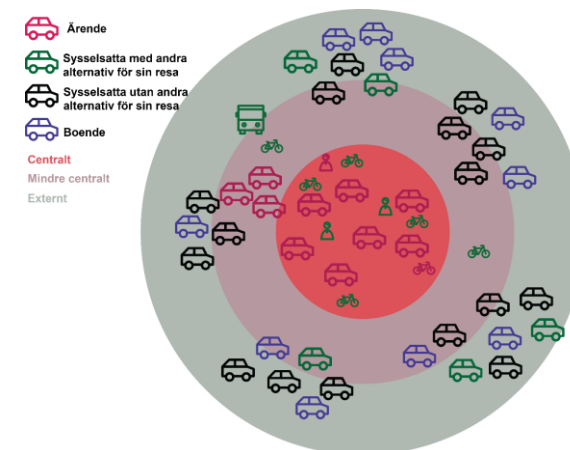 Ärende
Sysselsatta med andra
alternativ för sin resa
Sysselsatta utan andra
alternativ för sin resa
Boende
Centralt
Mindre centralt
Externt